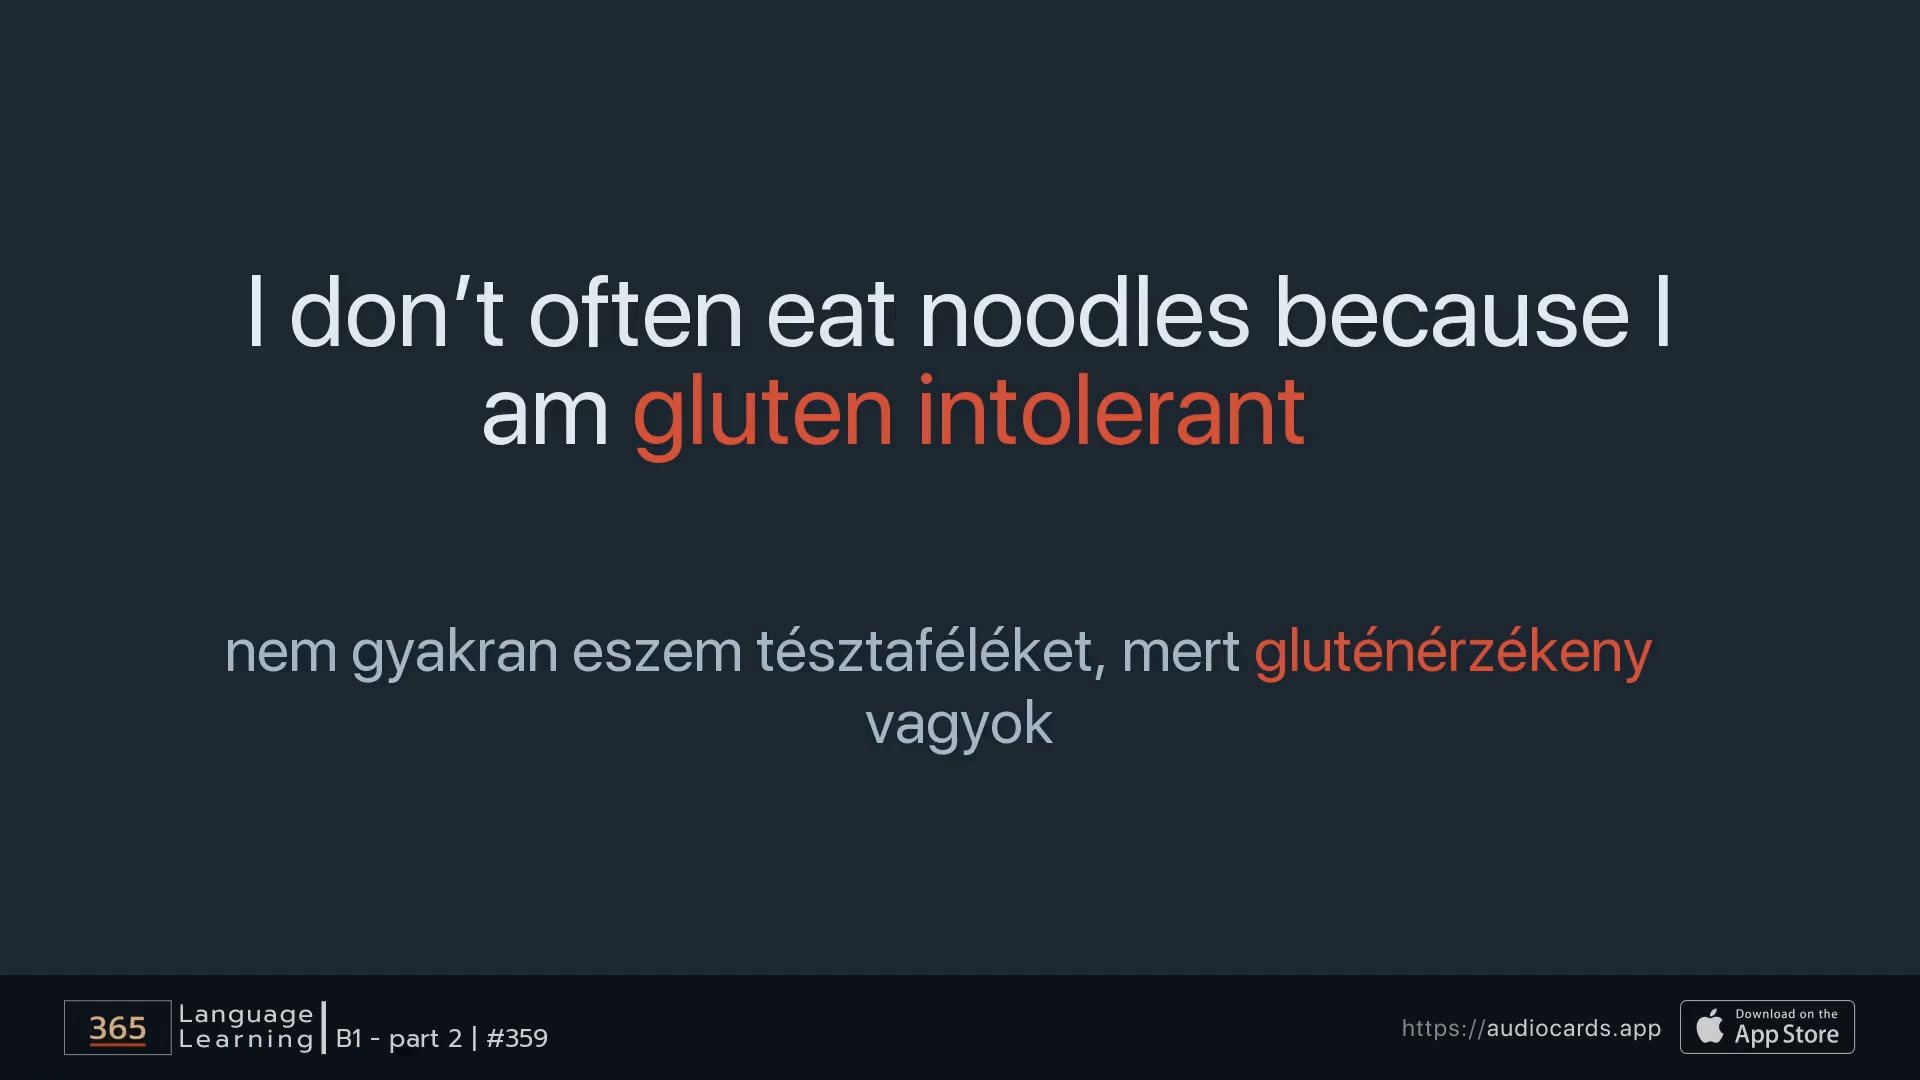 I don’t often eat noodles because I
am gluten intolerant
nem gyakran eszem tésztaféléket, mert gluténérzékeny
vagyok
365
Language
Learning
B1 - part 2 | #359
https://audiocards.app
Download on the
App Store